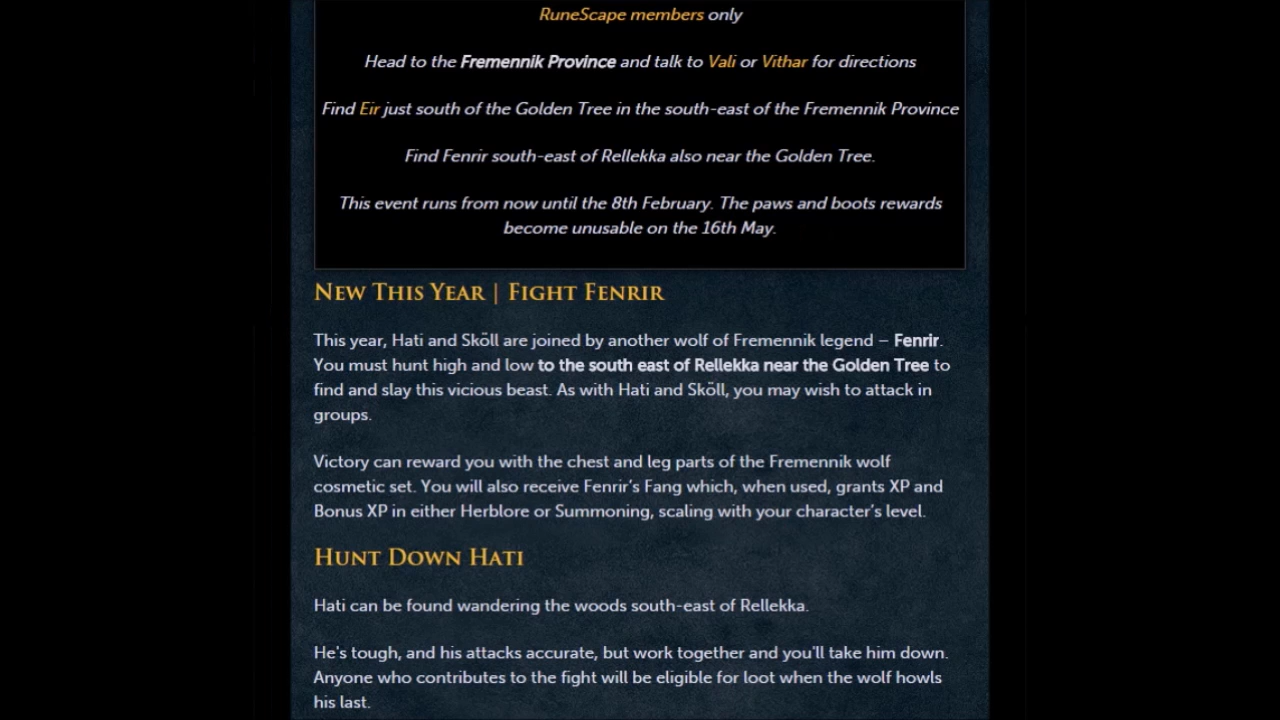 RuneScape members only
Head to the Fremennik Province and talk to Vali or Vithar for directions
Find Eir just south of the Golden Tree in the south-east of the Fremennik Province
Find Fenrir south-east of Rellekka also near the Golden Tree.
This event runs from now until the 8th February. The paws and boots rewards
become unusable on the 16th May.
New This Year | Fight Fenrir
This year, Hati and Sköll are joined by another wolf of Fremennik legend – Fenrir.
You must hunt high and low to the south east of Rellekka near the Golden Tree to
find and slay this vicious beast. As with Hati and Sköll, you may wish to attack in
groups.
Victory can reward you with the chest and leg parts of the Fremennik wolf
cosmetic set. You will also receive Fenrir's Fang which, when used, grants XP and
Bonus XP in either Herblore or Summoning, scaling with your character's level.
Hunt Down Hati
Hati can be found wandering the woods south-east of Rellekka.
He's tough, and his attacks accurate, but work together and you'll take him down.
Anyone who contributes to the fight will be eligible for loot when the wolf howls
his last.